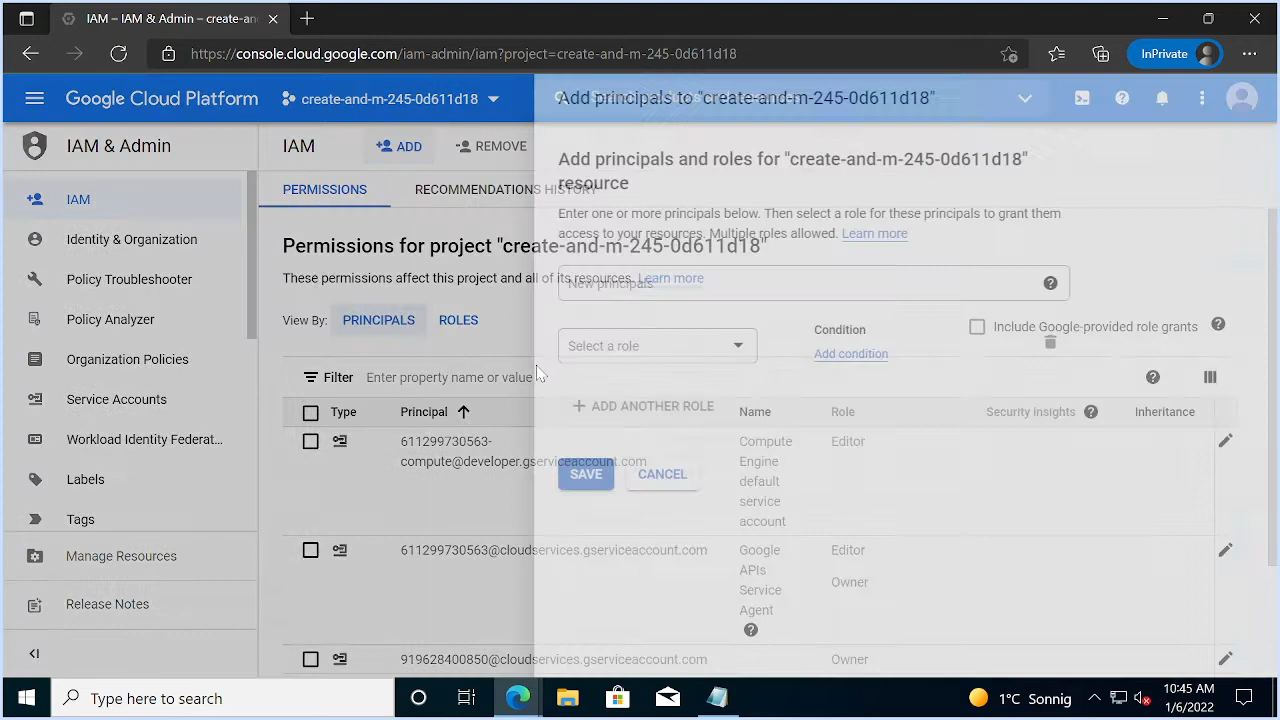 IAM – IAM & Admin – create-and-
https://console.cloud.google.com/iam-admin/iam?project=create-and-m-245-0d611d18
InPrivate
Google Cloud Platform
create-and-m-245-0d611d18
Add principals to "create-and-m-245-0d611d18"
IAM & Admin
IAM
Identity & Organization
Policy Troubleshooter
Policy Analyzer
Organization Policies
Service Accounts
Workload Identity Federat...
Labels
Tags
Manage Resources
Release Notes
IAM
ADD
REMOVE
PERMISSIONS
RECOMMENDATIONS HISTORY
Permissions for project "create-and-m-245-0d611d18"
These permissions affect this project and all of its resources. Learn more
View By:
PRINCIPALS
ROLES
Include Google-provided role grants
Filter
Enter property name or value
Type
Principal
Name
Role
Security insights
Inheritance
611299730563-
compute@developer.gserviceaccount.com
Compute
Engine
default
service
account
Editor
611299730563@cloudservices.gserviceaccount.com
Google
APIs
Service
Agent
Editor
Owner
919628400850@cloudservices.gserviceaccount.com
Owner
Add principals and roles for "create-and-m-245-0d611d18"
resource
Enter one or more principals below. Then select a role for these principals to grant them
access to your resources. Multiple roles allowed. Learn more
New principals
Select a role
Condition
Add condition
ADD ANOTHER ROLE
SAVE
CANCEL
Type here to search
1°C Sonnig
10:45 AM
1/6/2022